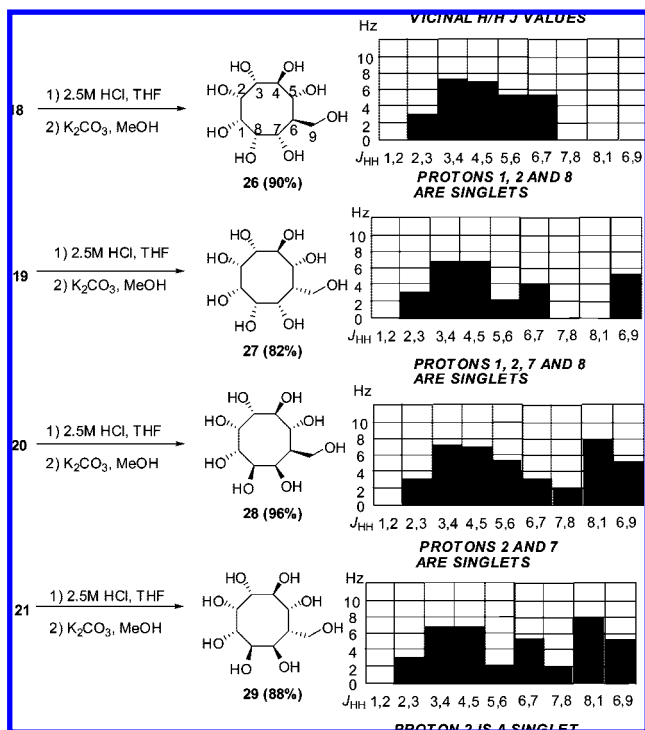 VICINAL H/H J VALUES
18
1) 2.5M HCl, THF
2) K2CO3, MeOH
HO OH
HO 2 3 4 5 OH
HO 1 8 7 6 HO
9
HO OH
26 (90%)
Hz
10
8
6
4
2
0
JHH 1,2 2,3 3,4 4,5 5,6 6,7 7,8 8,1 6,9
PROTONS 1, 2 AND 8
ARE SINGLETS
19
1) 2.5M HCl, THF
2) K2CO3, MeOH
HO OH
HO OH
HO OH
HO OH
27 (82%)
Hz
10
8
6
4
2
0
JHH 1,2 2,3 3,4 4,5 5,6 6,7 7,8 8,1 6,9
PROTONS 1, 2, 7 AND 8
ARE SINGLETS
20
1) 2.5M HCl, THF
2) K2CO3, MeOH
HO OH
HO OH
HO OH
HO OH
28 (96%)
Hz
10
8
6
4
2
0
JHH 1,2 2,3 3,4 4,5 5,6 6,7 7,8 8,1 6,9
PROTONS 2 AND 7
ARE SINGLETS
21
1) 2.5M HCl, THF
2) K2CO3, MeOH
HO OH
HO OH
HO OH
HO OH
29 (88%)
Hz
10
8
6
4
2
0
JHH 1,2 2,3 3,4 4,5 5,6 6,7 7,8 8,1 6,9
PROTON 2 IS A SINGLET